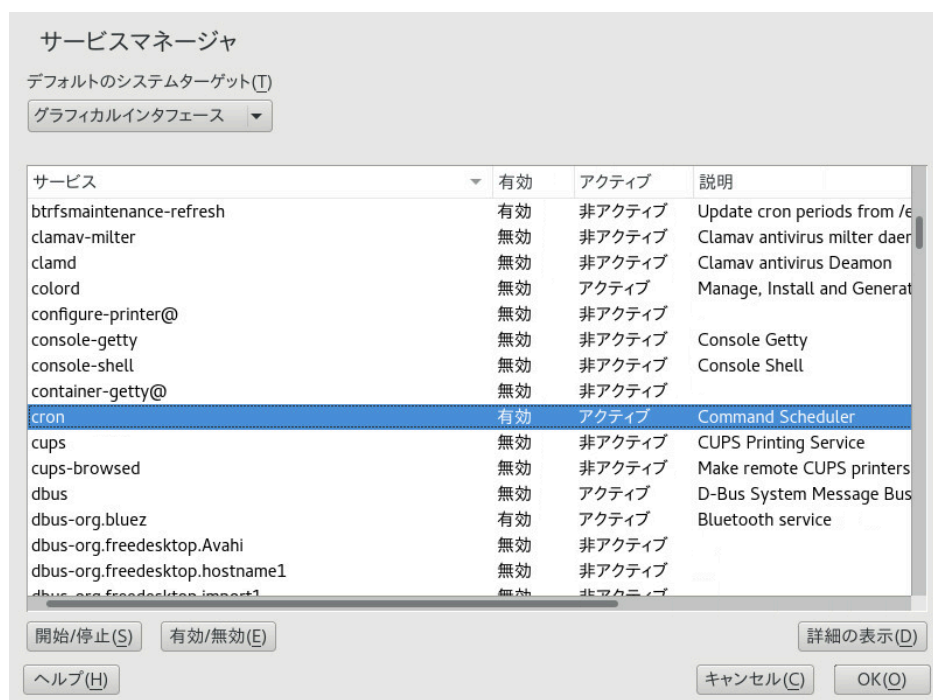 サービスマネージャ
デフォルトのシステムターゲット(T)
グラフィカルインタフェース
サービス 有効 アクティブ 説明
btrfsmaintenance-refresh 有効 非アクティブ Update cron periods from /e
clamav-milter 無効 非アクティブ Clamav antivirus milter daer
clamd 無効 非アクティブ Clamav antivirus Deamon
colord 無効 アクティブ Manage, Install and Generat
configure-printer@ 無効 非アクティブ
console-getty 無効 非アクティブ Console Getty
console-shell 無効 非アクティブ Console Shell
container-getty@ 無効 非アクティブ
cron 有効 アクティブ Command Scheduler
cups 無効 非アクティブ CUPS Printing Service
cups-browsed 無効 非アクティブ Make remote CUPS printers
dbus 無効 アクティブ D-Bus System Message Bus
dbus-org.bluez 有効 アクティブ Bluetooth service
dbus-org.freedesktop.Avahi 無効 非アクティブ
dbus-org.freedesktop.hostname1 無効 非アクティブ
dbus-org.freedesktop.import1 無効 非アクティブ
開始/停止(S) 有効/無効(E) 詳細の表示(D)
ヘルプ(H) キャンセル(C) OK(O)